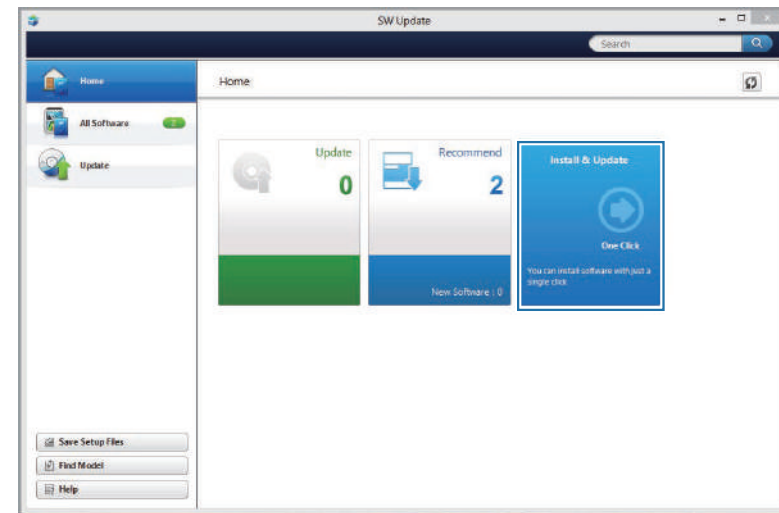 SW Update
Search
Home
Home
All Software
Update
Update
0
Recommend
2
New Software : 0
Install & Update
One Click
You can install software with just a
single click.
Save Setup Files
Find Model
Help